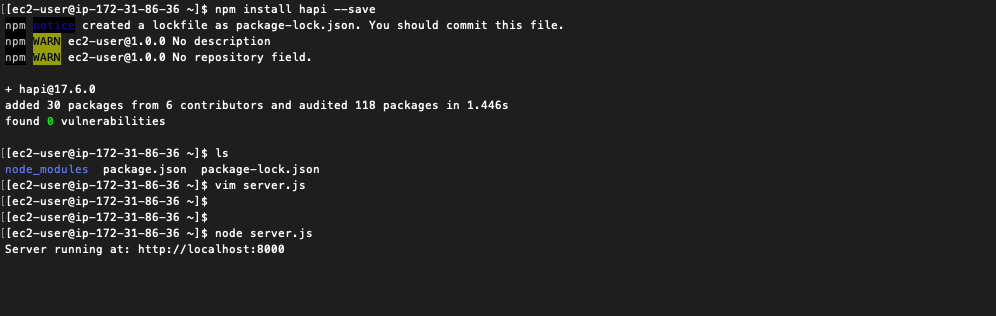 [[ec2-user@ip-172-31-86-36 ~]$ npm install hapi --save
npm notice created a lockfile as package-lock.json. You should commit this file.
npm WARN ec2-user@1.0.0 No description
npm WARN ec2-user@1.0.0 No repository field.
+ hapi@17.6.0
added 30 packages from 6 contributors and audited 118 packages in 1.446s
found 0 vulnerabilities
[[ec2-user@ip-172-31-86-36 ~]$ ls
node_modules  package.json  package-lock.json
[[ec2-user@ip-172-31-86-36 ~]$ vim server.js
[[ec2-user@ip-172-31-86-36 ~]$
[[ec2-user@ip-172-31-86-36 ~]$
[[ec2-user@ip-172-31-86-36 ~]$ node server.js
Server running at: http://localhost:8000